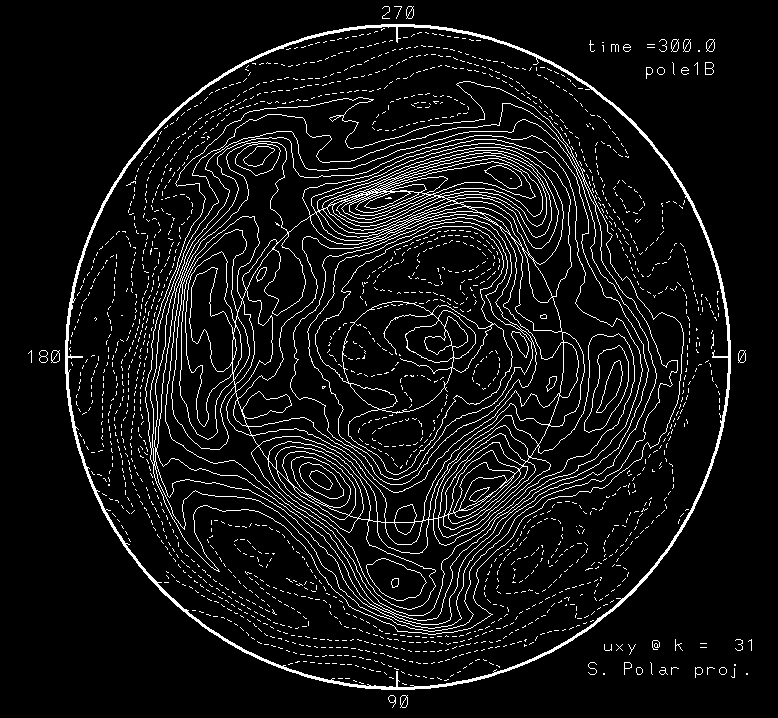 270
time =300.0
pole1B
180
0
uxy @ k =  31
S. Polar proj.
90